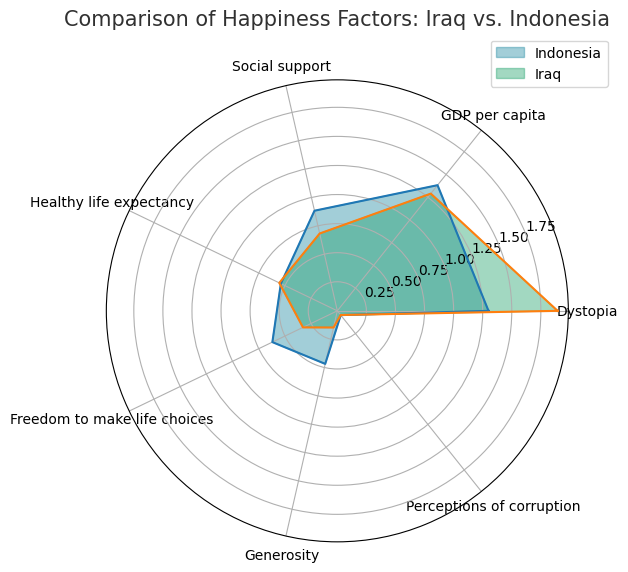 Comparison of Happiness Factors: Iraq vs. Indonesia
Indonesia
Iraq
Social support
GDP per capita
Healthy life expectancy
1.75
1.50
1.25
1.00
0.75
0.50
0.25
Dystopia
Freedom to make life choices
Perceptions of corruption
Generosity